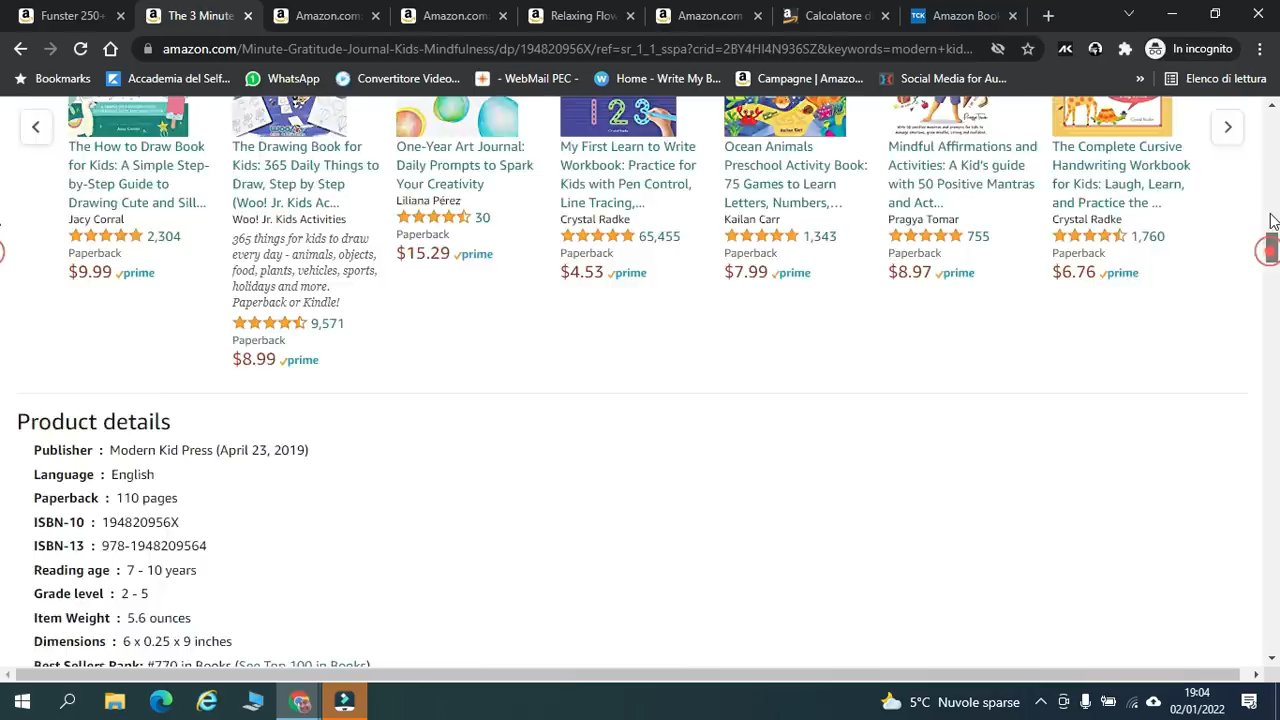 Funster 250+
The 3 Minute
Amazon.com:
Amazon.com:
Relaxing Flow
Amazon.com
Calcolatore d
Amazon Boo
amazon.com/Minute-Gratitude-Journal-Kids-Mindfulness/dp/194820956X/ref=sr_1_1_sspa?crid=2BY4HI4N936SZ&keywords=modern+kid...
In incognito
Bookmarks
Accademia del Self...
WhatsApp
Convertitore Video...
- WebMail PEC -
Home - Write My B...
Campagne | Amazo...
Social Media for Au...
»
Elenco di lettura
The How to Draw Book
for Kids: A Simple Step-
by-Step Guide to
Drawing Cute and Sill...
Jacy Corral
2,304
Paperback
$9.99 prime
The Drawing Book for
Kids: 365 Daily Things to
Draw, Step by Step
(Woo! Jr. Kids Ac...
Woo! Jr. Kids Activities
365 things for kids to draw
every day - animals, objects,
food, plants, vehicles, sports,
holidays and more.
Paperback or Kindle!
9,571
Paperback
$8.99 prime
One-Year Art Journal:
Daily Prompts to Spark
Your Creativity
Liliana Pérez
30
Paperback
$15.29 prime
My First Learn to Write
Workbook: Practice for
Kids with Pen Control,
Line Tracing,...
Crystal Radke
65,455
Paperback
$4.53 prime
Ocean Animals
Preschool Activity Book:
75 Games to Learn
Letters, Numbers,...
Kailan Carr
1,343
Paperback
$7.99 prime
Mindful Affirmations and
Activities: A Kid's guide
with 50 Positive Mantras
and Act...
Pragya Tomar
755
Paperback
$8.97 prime
The Complete Cursive
Handwriting Workbook
for Kids: Laugh, Learn,
and Practice the ...
Crystal Radke
1,760
Paperback
$6.76 prime
Product details
Publisher : Modern Kid Press (April 23, 2019)
Language : English
Paperback : 110 pages
ISBN-10 : 194820956X
ISBN-13 : 978-1948209564
Reading age : 7 - 10 years
Grade level : 2 - 5
Item Weight : 5.6 ounces
Dimensions : 6 x 0.25 x 9 inches
Best Sellers Rank: #770 in Books (See Top 100 in Books)
5°C Nuvole sparse
19:04
02/01/2022